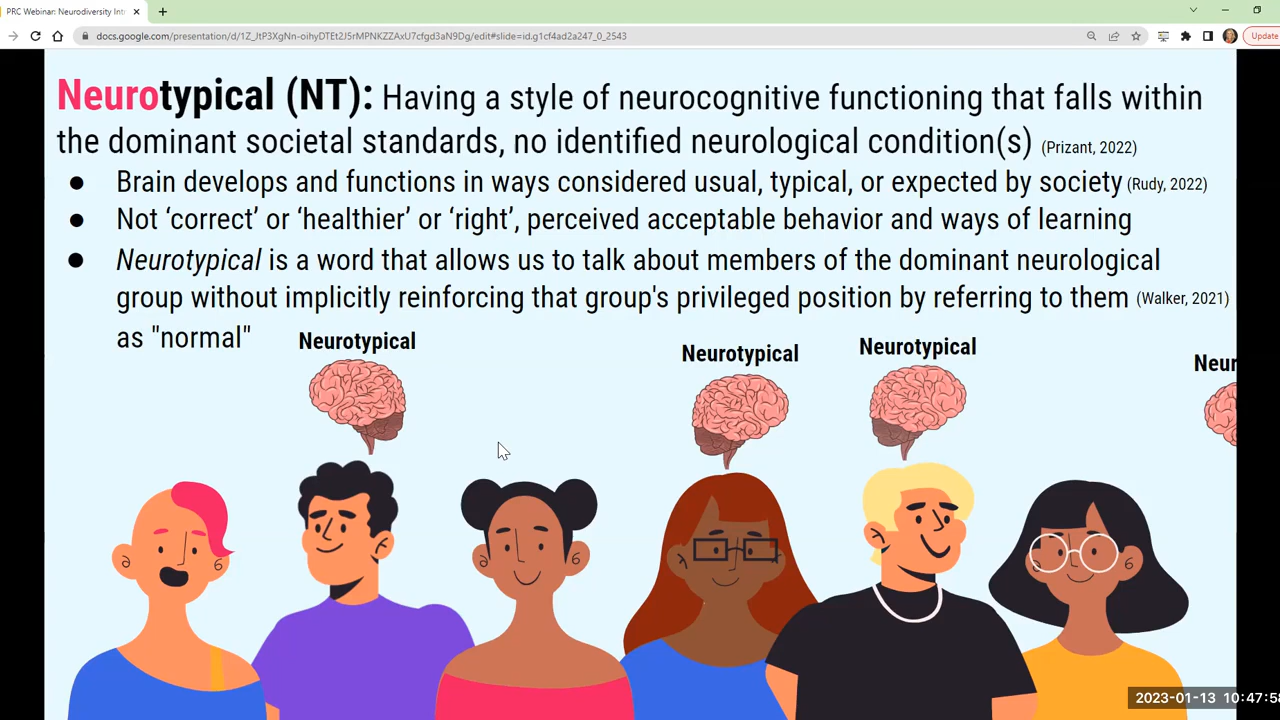 PRC Webinar: Neurodiversity Int
docs.google.com/presentation/d/1Z_JtP3XgNn-oihyDTEt2J5rMPNKZZAxU7cfgd3aN9Dg/edit#slide=id.g1cf4ad2a247_0_2543
Update
Neurotypical (NT): Having a style of neurocognitive functioning that falls within
the dominant societal standards, no identified neurological condition(s) (Prizant, 2022)
● Brain develops and functions in ways considered usual, typical, or expected by society (Rudy, 2022)
● Not ‘correct’ or ‘healthier’ or ‘right’, perceived acceptable behavior and ways of learning
● Neurotypical is a word that allows us to talk about members of the dominant neurological
group without implicitly reinforcing that group's privileged position by referring to them (Walker, 2021)
as "normal"
Neurotypical
Neurotypical
Neurotypical
Neur
2023-01-13 10:47:58